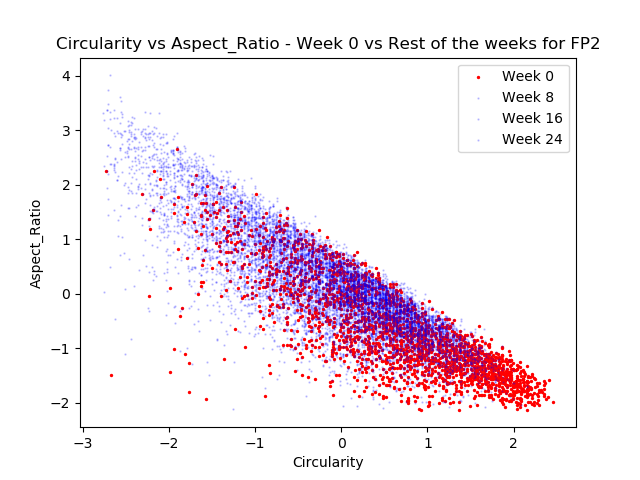 Circularity vs Aspect_Ratio - Week 0 vs Rest of the weeks for FP2
Week 0
Week 8
Week 16
Week 24
4
3
2
1
0
−1
−2
Aspect_Ratio
−3
−2
−1
0
1
2
Circularity